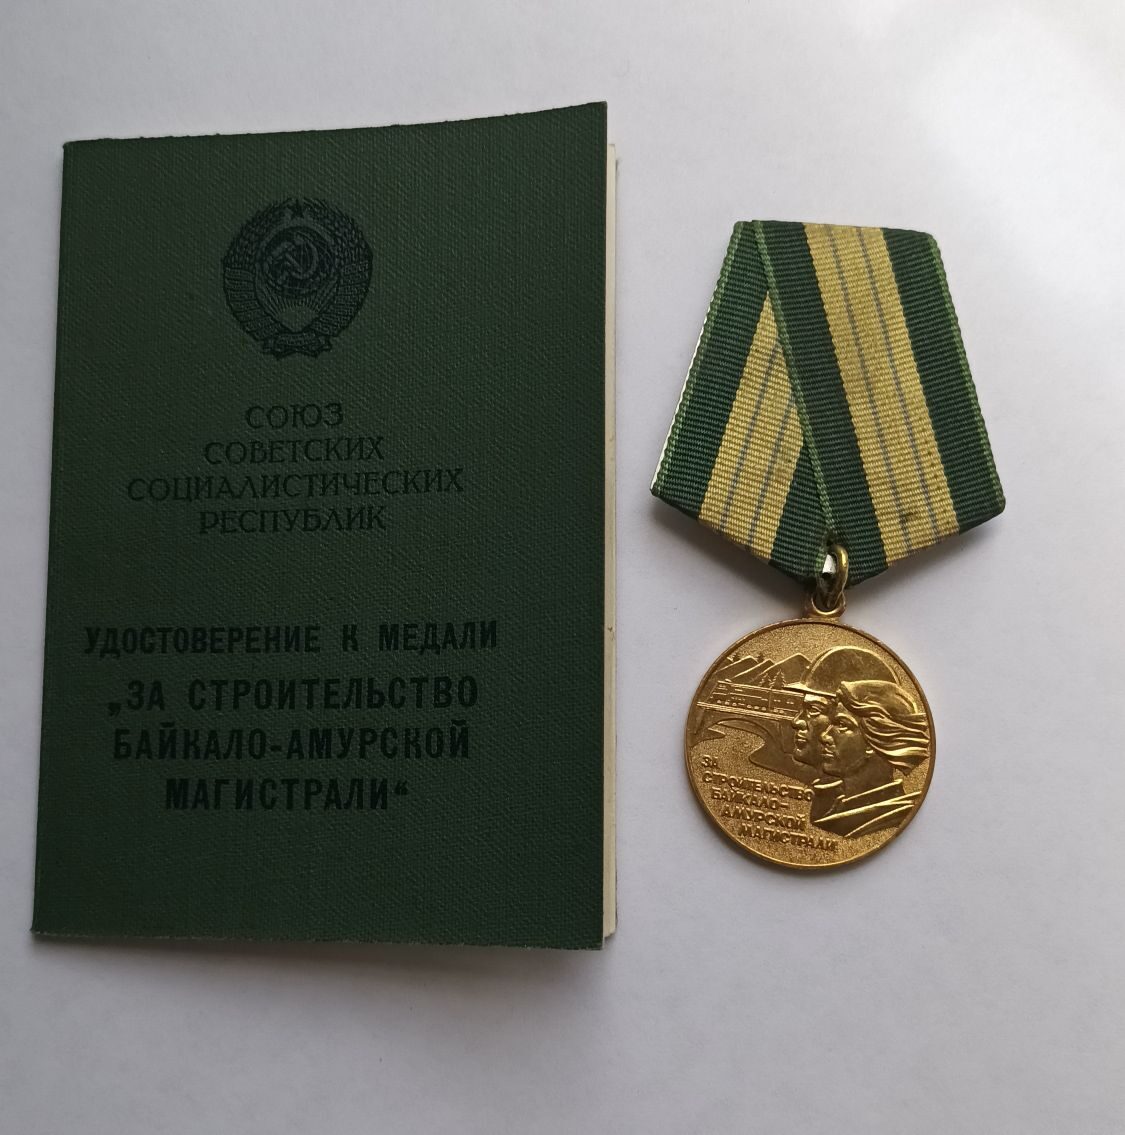 СОЮЗ
СОВЕТСКИХ
СОЦИАЛИСТИЧЕСКИХ
РЕСПУБЛИК
УДОСТОВЕРЕНИЕ К МЕДАЛИ
„ЗА СТРОИТЕЛЬСТВО
БАЙКАЛО-АМУРСКОЙ
МАГИСТРАЛИ“
ЗА
СТРОИТЕЛЬСТВО
БАЙКАЛО-
АМУРСКОЙ
МАГИСТРАЛИ